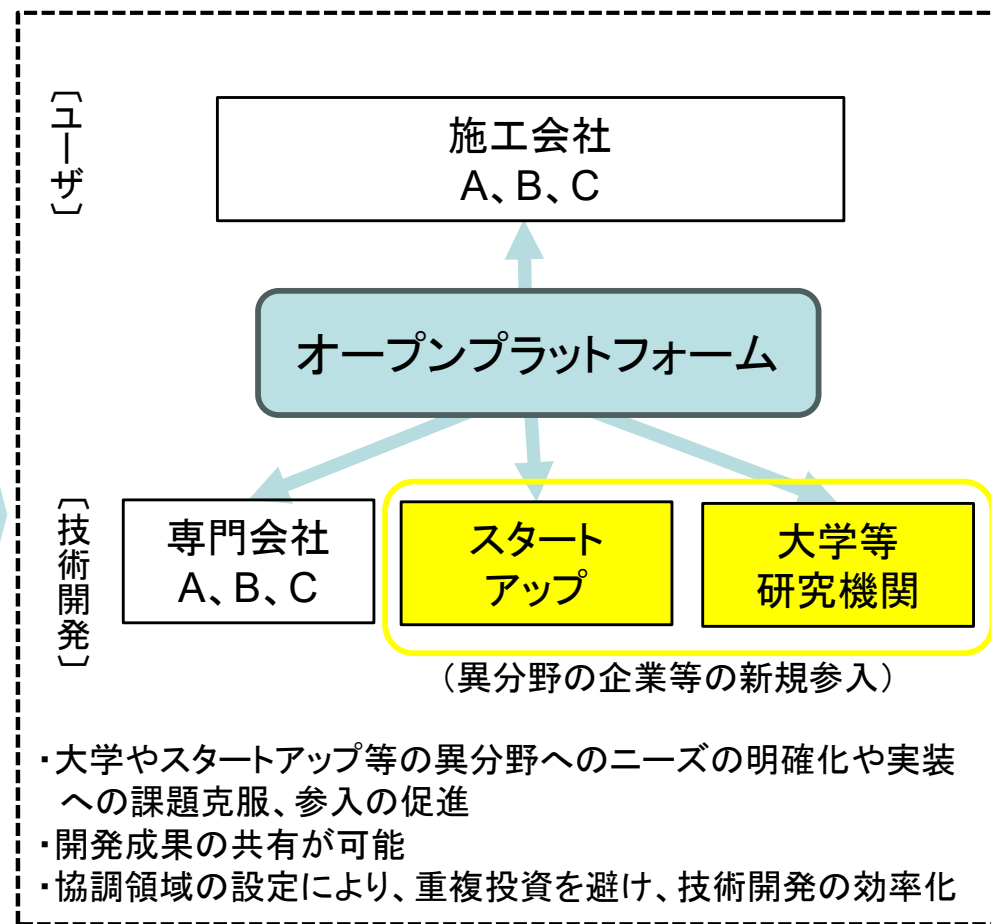 〔ユーザ〕
施工会社
A、B、C
オープンプラットフォーム
〔技術開発〕
専門会社
A、B、C
スタート
アップ
大学等
研究機関
（異分野の企業等の新規参入）
・大学やスタートアップ等の異分野へのニーズの明確化や実装
への課題克服、参入の促進
・開発成果の共有が可能
・協調領域の設定により、重複投資を避け、技術開発の効率化